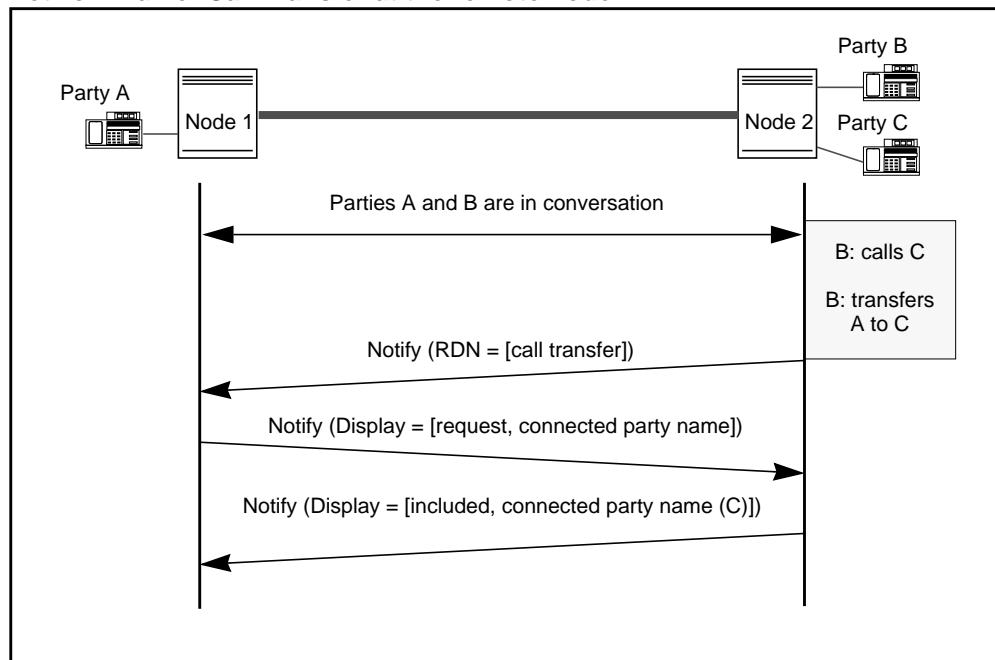 Party B
Party A
Node 1
Node 2
Party C
Parties A and B are in conversation
B: calls C
B: transfers
A to C
Notify (RDN = [call transfer])
Notify (Display = [request, connected party name])
Notify (Display = [included, connected party name (C)])